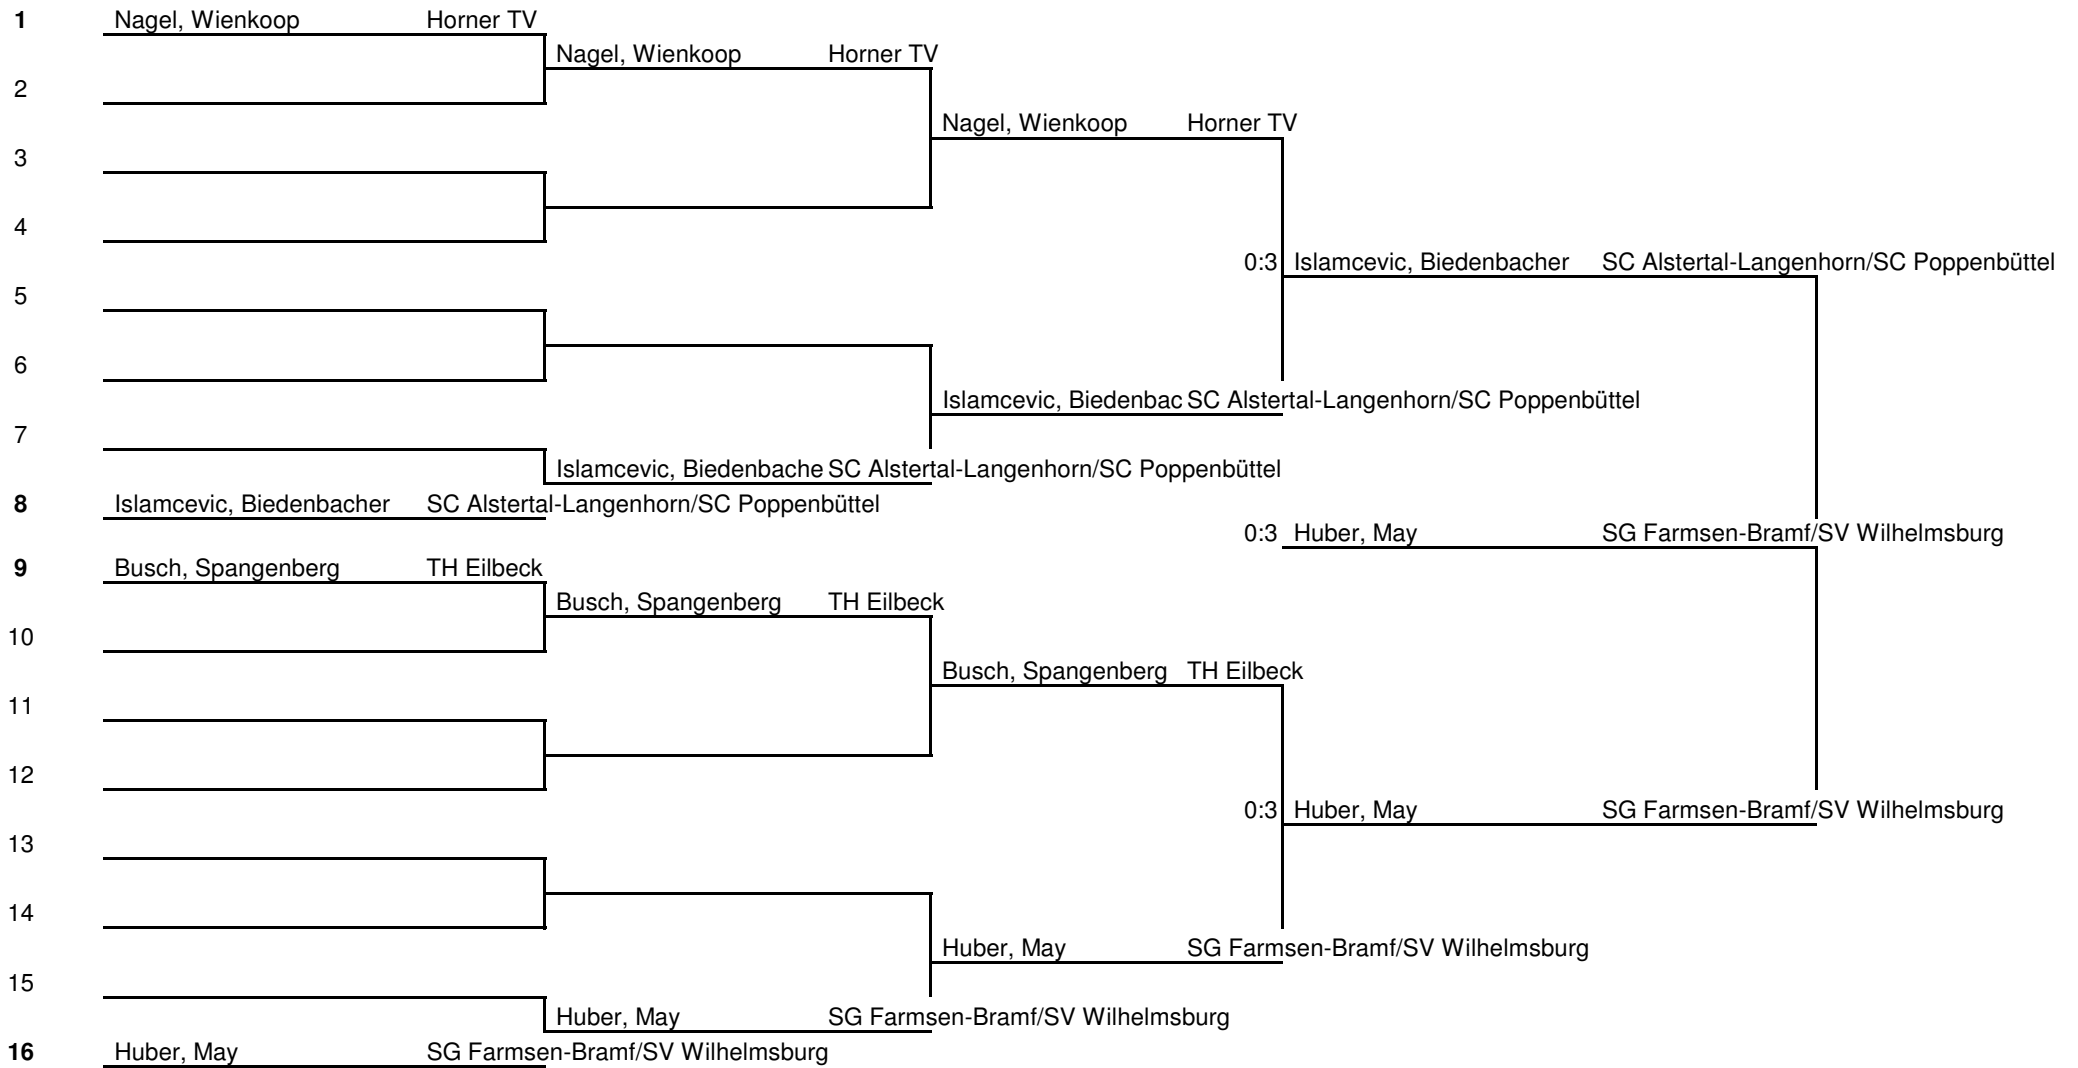 1 Nagel, Wienkoop Horner TV
Nagel, Wienkoop Horner TV
2
Nagel, Wienkoop Horner TV
3
4
0:3 Islamcevic, Biedenbacher SC Alstertal-Langenhorn/SC Poppenbüttel
5
6
Islamcevic, Biedenbac SC Alstertal-Langenhorn/SC Poppenbüttel
7
Islamcevic, Biedenbache SC Alstertal-Langenhorn/SC Poppenbüttel
8 Islamcevic, Biedenbacher SC Alstertal-Langenhorn/SC Poppenbüttel
0:3 Huber, May SG Farmsen-Bramf/SV Wilhelmsburg
9 Busch, Spangenberg TH Eilbeck
Busch, Spangenberg TH Eilbeck
10
Busch, Spangenberg TH Eilbeck
11
12
0:3 Huber, May SG Farmsen-Bramf/SV Wilhelmsburg
13
14
Huber, May SG Farmsen-Bramf/SV Wilhelmsburg
15
Huber, May SG Farmsen-Bramf/SV Wilhelmsburg
16 Huber, May SG Farmsen-Bramf/SV Wilhelmsburg